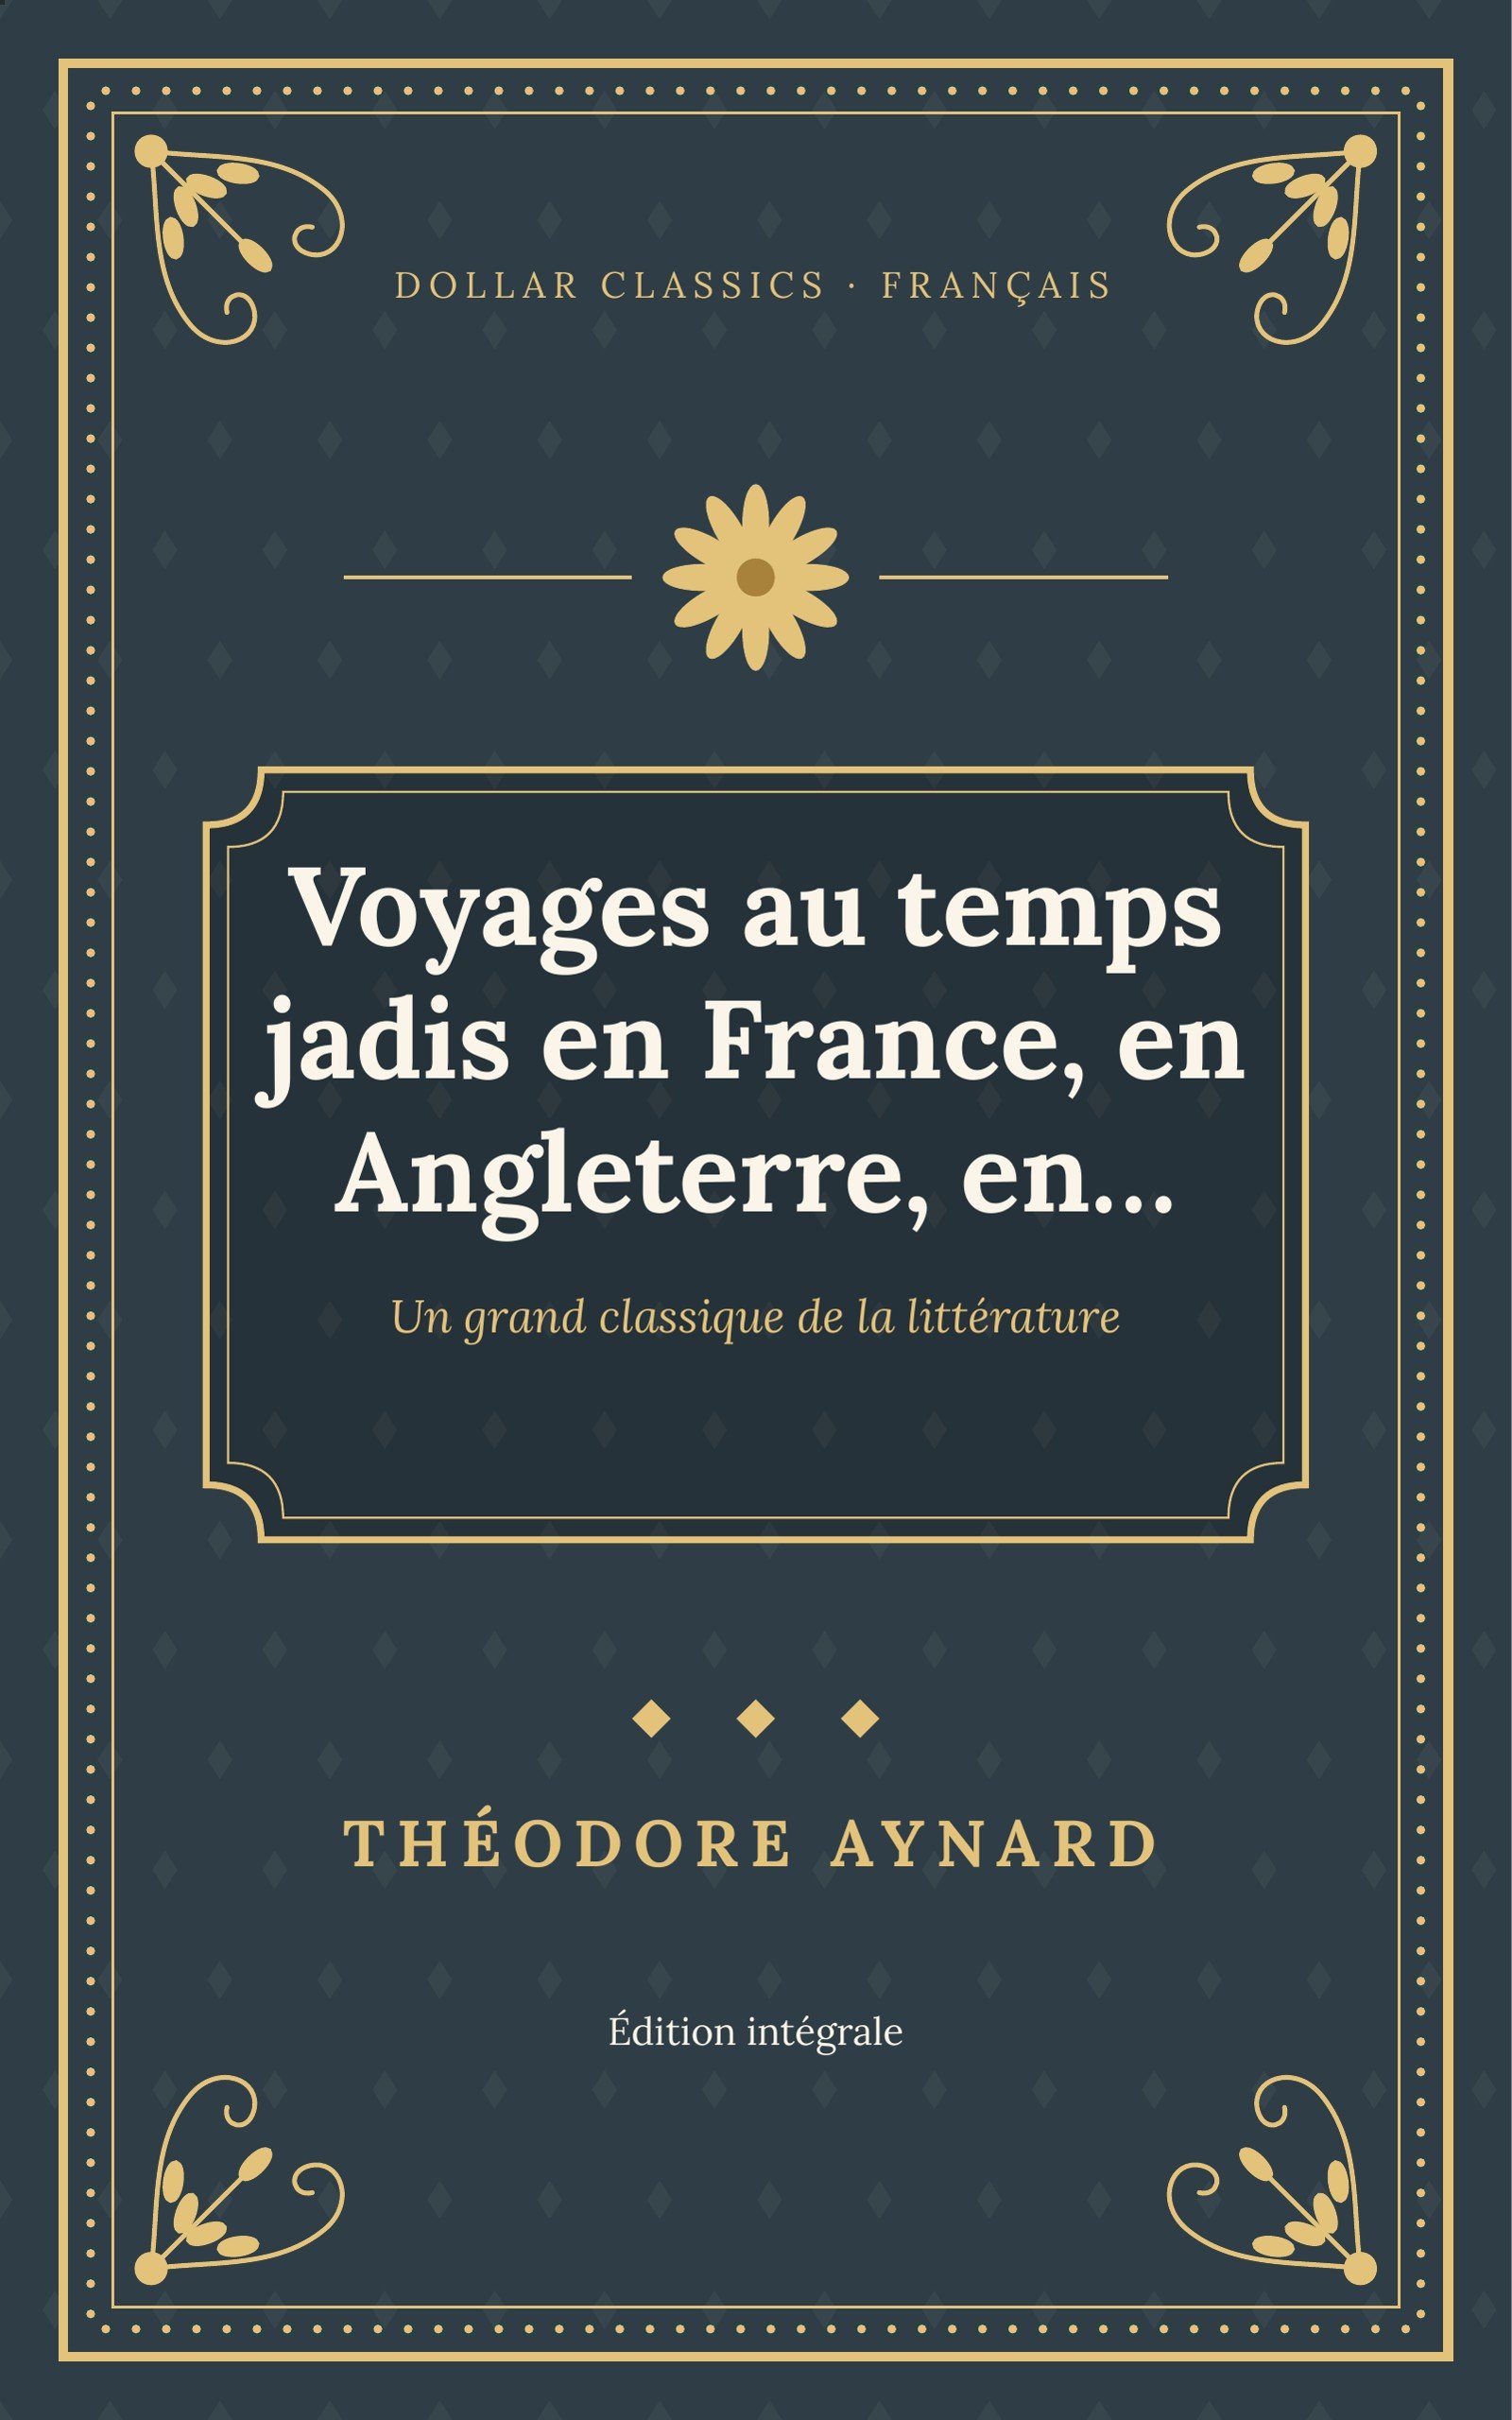 DOLLAR CLASSICS · FRANÇAIS
Voyages au temps
jadis en France, en
Angleterre, en...
Un grand classique de la littérature
THÉODORE AYNARD
Édition intégrale